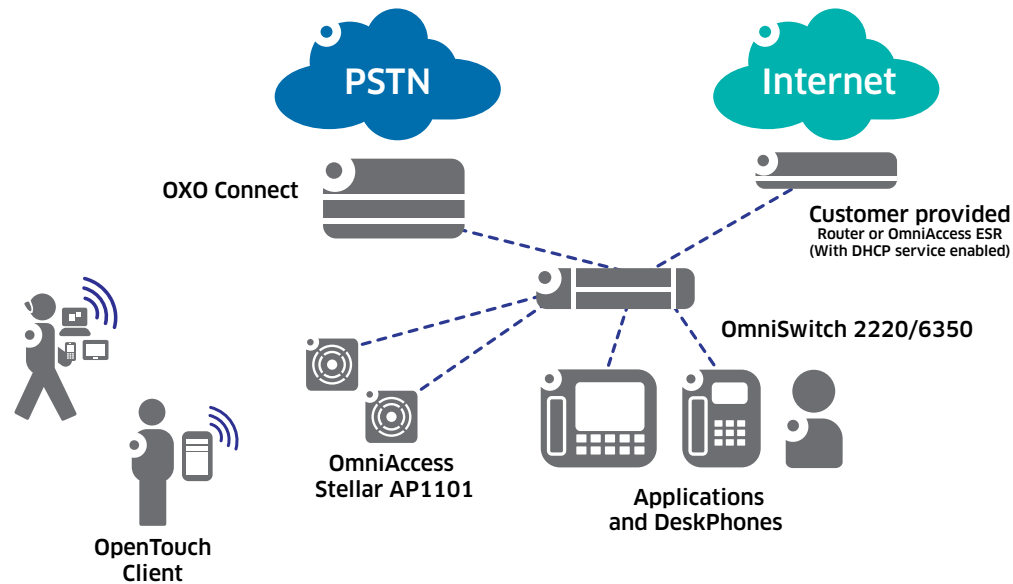 PSTN
Internet
OXO Connect
Customer provided
Router or OmniAccess ESR
(With DHCP service enabled)
OmniSwitch 2220/6350
OmniAccess
Stellar AP1101
Applications
and DeskPhones
OpenTouch
Client